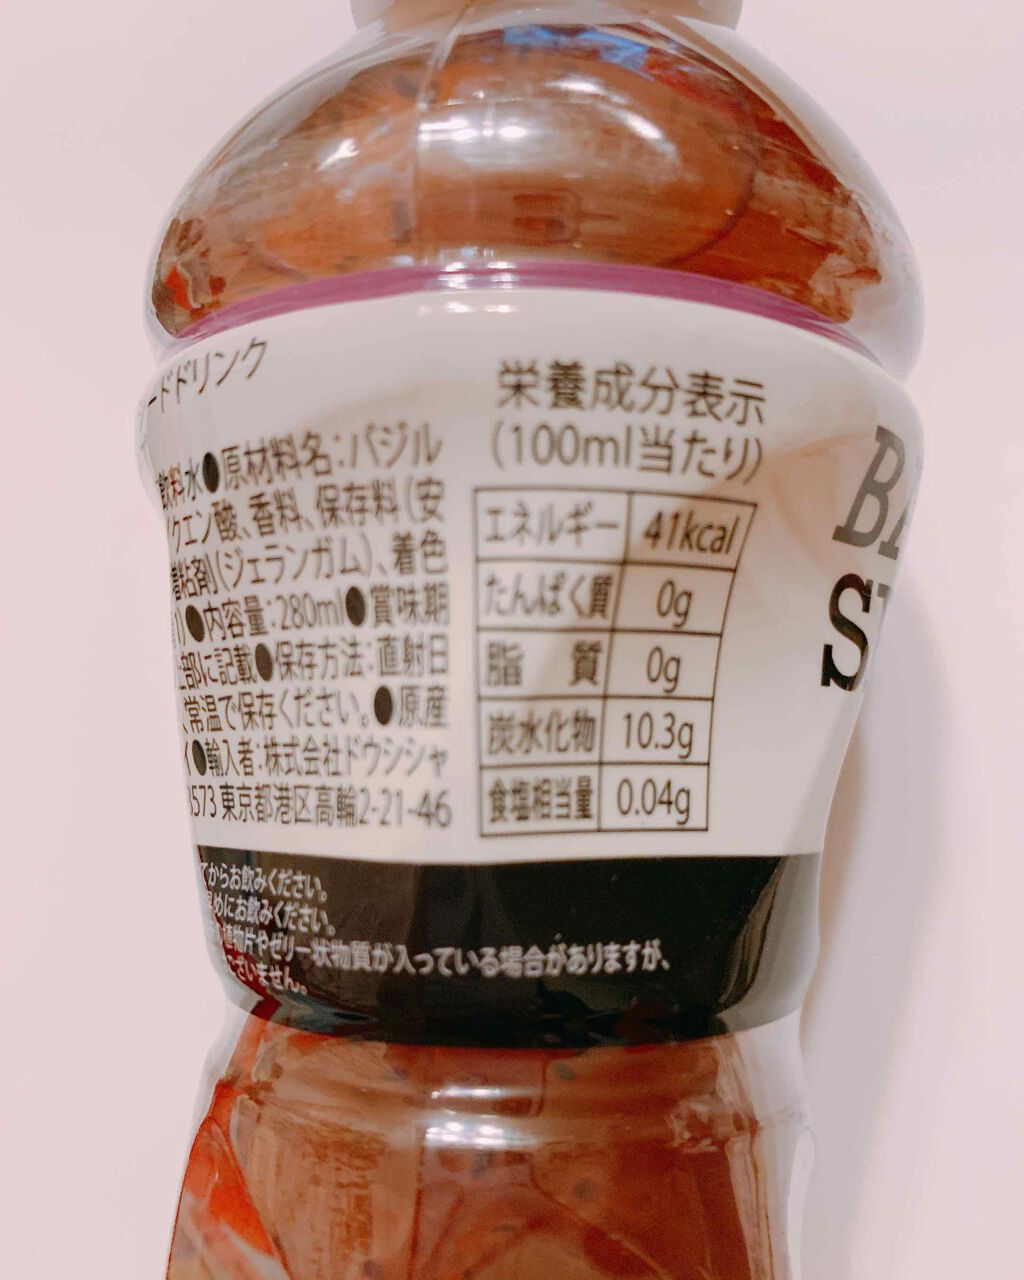 ードドリンク
飲料水●原材料名:バジル
クエン酸、香料、保存料(安
粘剤(ジェランガム)、着色
●内容量:280ml●賞味期
部に記載●保存方法:直射日
、常温で保存ください。●原産
イ●輸入者:株式会社ドウシシャ
8573 東京都港区高輪2-21-46
栄養成分表示
(100ml当たり)
エネルギー 41kcal
たんぱく質 0g
脂 質 0g
炭水化物 10.3g
食塩相当量 0.04g
てからお飲みください。
めにお飲みください。
植物片やゼリー状物質が入っている場合がありますが、
ございません。
BA
S